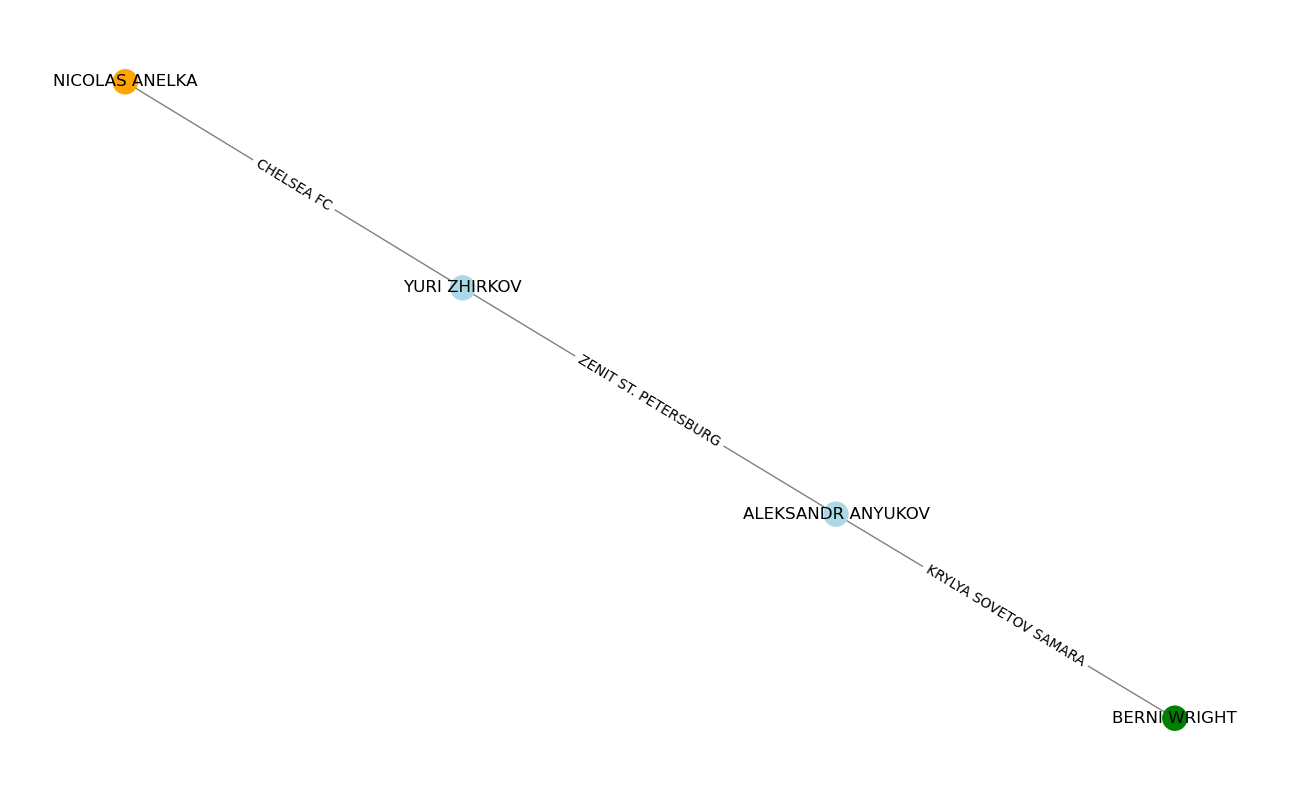 NICOLAS ANELKA
CHELSEA FC
YURI ZHIRKOV
ZENIT ST. PETERSBURG
ALEKSANDR ANYUKOV
KRYLYA SOVETOV SAMARA
BERNI WRIGHT